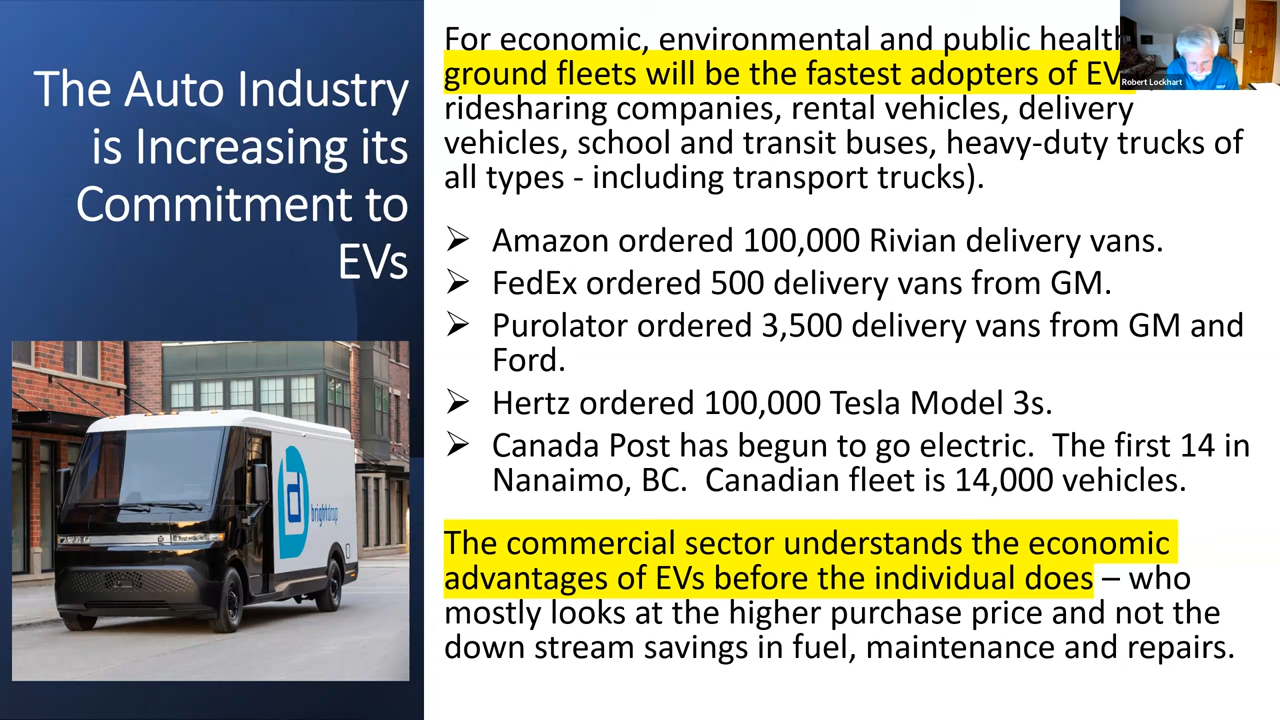 The Auto Industry
is Increasing its
Commitment to
EVs
For economic, environmental and public health
ground fleets will be the fastest adopters of EV
ridesharing companies, rental vehicles, delivery
vehicles, school and transit buses, heavy-duty trucks of
all types - including transport trucks).
➢ Amazon ordered 100,000 Rivian delivery vans.
➢ FedEx ordered 500 delivery vans from GM.
➢ Purolator ordered 3,500 delivery vans from GM and
Ford.
➢ Hertz ordered 100,000 Tesla Model 3s.
➢ Canada Post has begun to go electric. The first 14 in
Nanaimo, BC. Canadian fleet is 14,000 vehicles.
The commercial sector understands the economic
advantages of EVs before the individual does – who
mostly looks at the higher purchase price and not the
down stream savings in fuel, maintenance and repairs.
Robert Lockhart
brightdrop